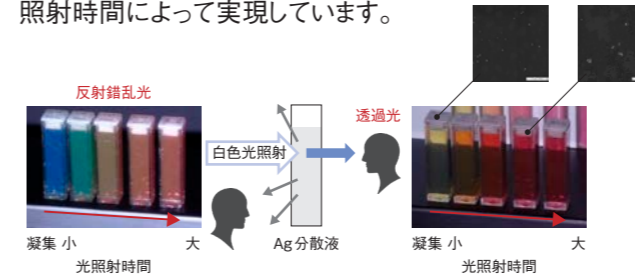 照射時間によって実現しています。
反射錯乱光
透過光
白色光照射
Ag分散液
凝集 小 大
光照射時間
凝集 小 大
光照射時間